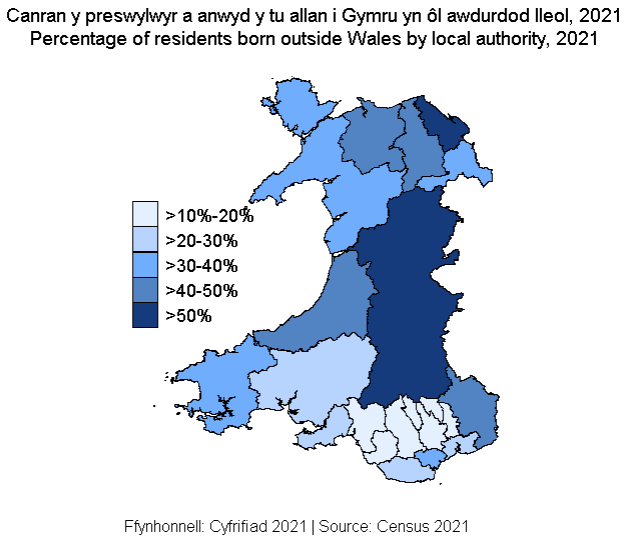 Canran y preswylwyr a anwyd y tu allan i Gymru yn ôl awdurdod lleol, 2021
Percentage of residents born outside Wales by local authority, 2021
>10%-20%
>20-30%
>30-40%
>40-50%
>50%
Ffynhonnell: Cyfrifiad 2021 | Source: Census 2021